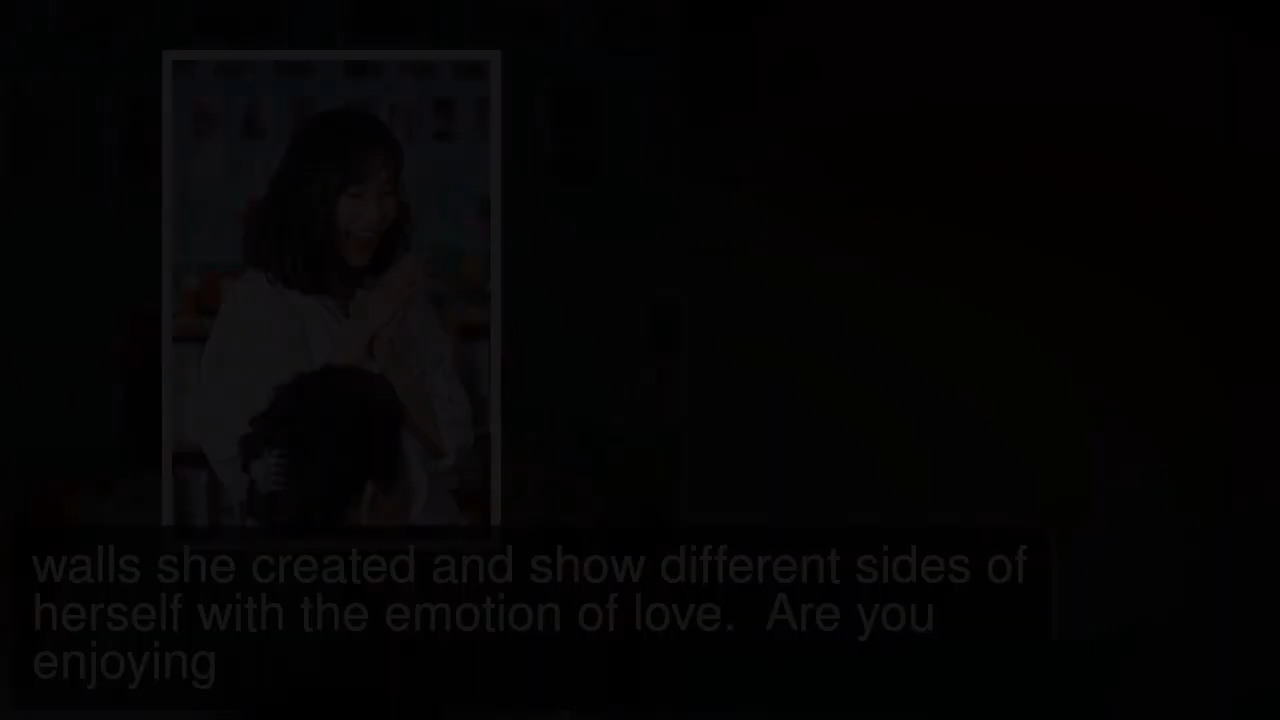 walls she created and show different sides of
herself with the emotion of love.  Are you
enjoying